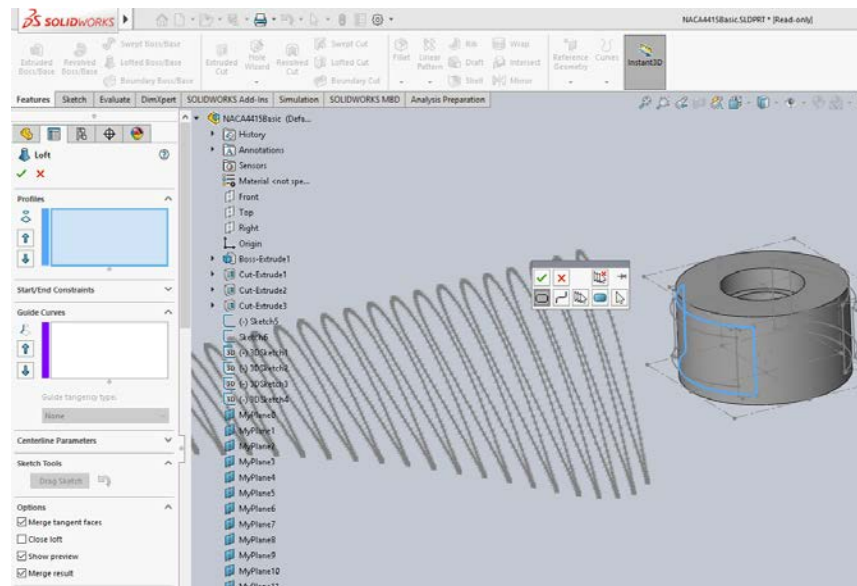 SOLIDWORKS
NACA4415Basic.SLDPRT * [Read-only]
Extruded Boss/Base
Revolved Boss/Base
Swept Boss/Base
Lofted Boss/Base
Boundary Boss/Base
Extruded Cut
Hole Wizard
Revolved Cut
Swept Cut
Lofted Cut
Boundary Cut
Fillet
Linear Pattern
Rib
Draft
Shell
Wrap
Intersect
Mirror
Reference Geometry
Curves
Instant3D
Features Sketch Evaluate DimXpert SOLIDWORKS Add-Ins Simulation SOLIDWORKS MBD Analysis Preparation
Loft
Profiles
Start/End Constraints
Guide Curves
Guide tangency type:
None
Centerline Parameters
Sketch Tools
Drag Sketch
Options
Merge tangent faces
Close loft
Show preview
Merge result
NACA4415Basic (Defa...
History
Annotations
Sensors
Material <not spe...
Front
Top
Right
Origin
Boss-Extrude1
Cut-Extrude1
Cut-Extrude2
Cut-Extrude3
(-) Sketch5
Sketch6
(-) 3DSketch1
(-) 3DSketch2
(-) 3DSketch3
(-) 3DSketch4
MyPlane0
MyPlane1
MyPlane2
MyPlane3
MyPlane4
MyPlane5
MyPlane6
MyPlane7
MyPlane8
MyPlane9
MyPlane10